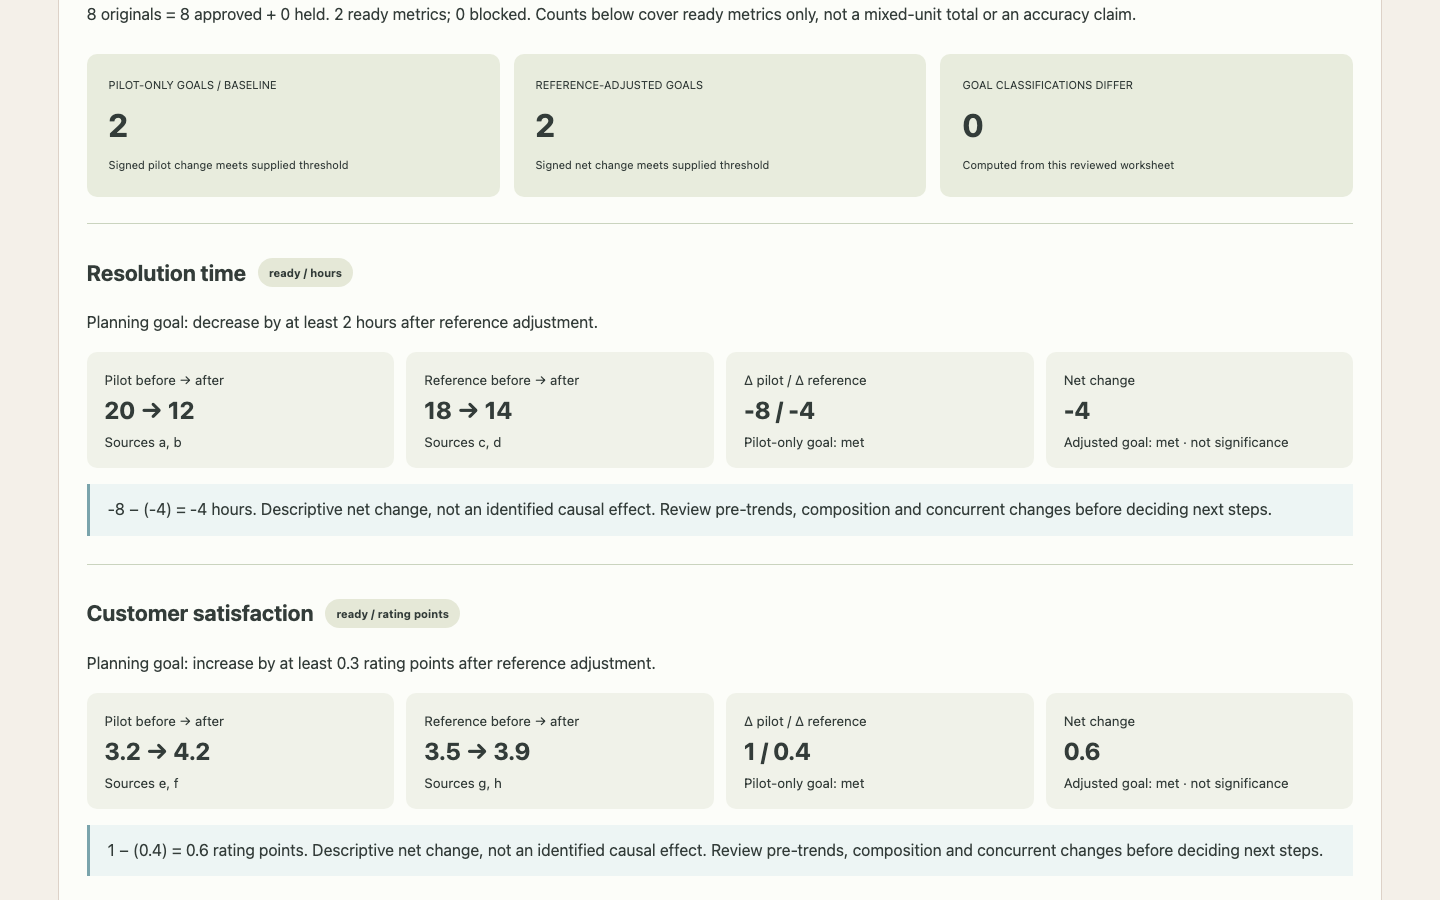 8 originals = 8 approved + 0 held. 2 ready metrics; 0 blocked. Counts below cover ready metrics only, not a mixed-unit total or an accuracy claim.
PILOT-ONLY GOALS / BASELINE
2
Signed pilot change meets supplied threshold
REFERENCE-ADJUSTED GOALS
2
Signed net change meets supplied threshold
GOAL CLASSIFICATIONS DIFFER
0
Computed from this reviewed worksheet
Resolution time
ready / hours
Planning goal: decrease by at least 2 hours after reference adjustment.
Pilot before → after
20 → 12
Sources a, b
Reference before → after
18 → 14
Sources c, d
Δ pilot / Δ reference
-8 / -4
Pilot-only goal: met
Net change
-4
Adjusted goal: met · not significance
-8 − (-4) = -4 hours. Descriptive net change, not an identified causal effect. Review pre-trends, composition and concurrent changes before deciding next steps.
Customer satisfaction
ready / rating points
Planning goal: increase by at least 0.3 rating points after reference adjustment.
Pilot before → after
3.2 → 4.2
Sources e, f
Reference before → after
3.5 → 3.9
Sources g, h
Δ pilot / Δ reference
1 / 0.4
Pilot-only goal: met
Net change
0.6
Adjusted goal: met · not significance
1 − (0.4) = 0.6 rating points. Descriptive net change, not an identified causal effect. Review pre-trends, composition and concurrent changes before deciding next steps.